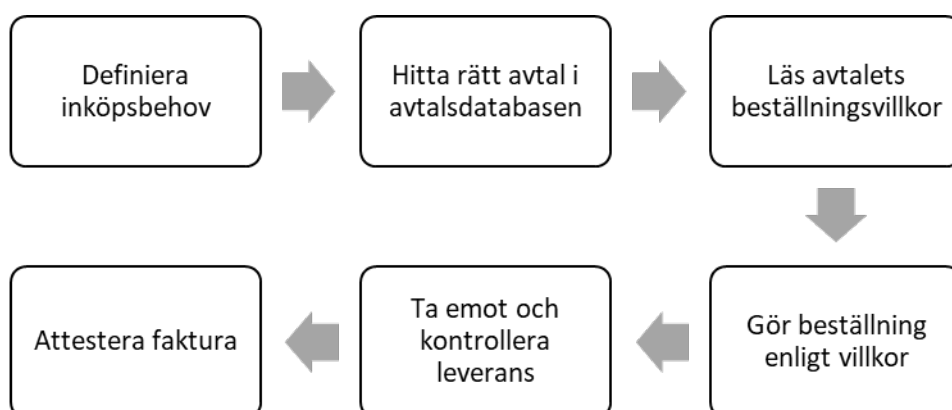 Definiera
inköpsbehov
Hitta rätt avtal i
avtalsdatabasen
Läs avtalets
beställningsvillkor
Gör beställning
enligt villkor
Ta emot och
kontrollera
leverans
Attestera faktura